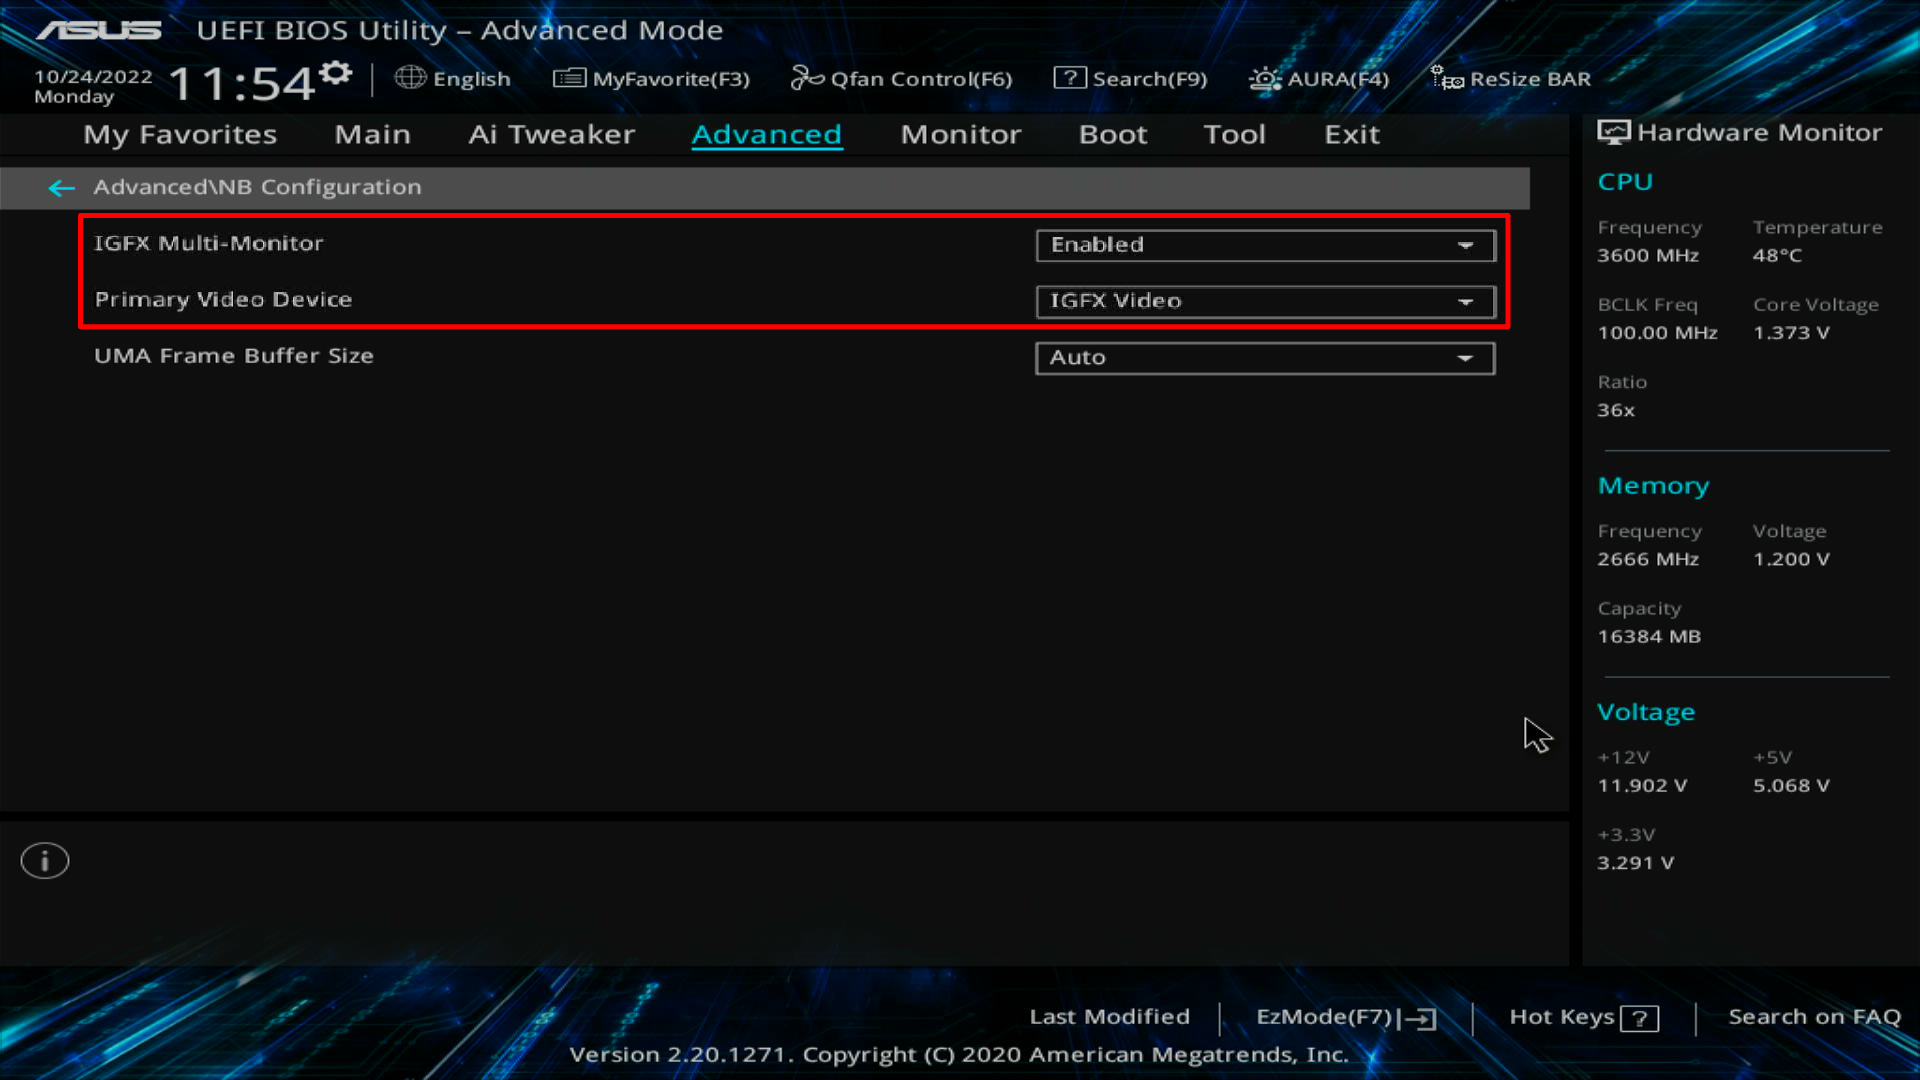 ASUS UEFI BIOS Utility – Advanced Mode
10/24/2022
Monday
11:54
English MyFavorite(F3) Qfan Control(F6) ? Search(F9) AURA(F4) ReSize BAR
My Favorites Main Ai Tweaker Advanced Monitor Boot Tool Exit
Advanced\NB Configuration
IGFX Multi-Monitor Enabled
Primary Video Device IGFX Video
UMA Frame Buffer Size Auto
Hardware Monitor
CPU
Frequency Temperature
3600 MHz 48°C
BCLK Freq Core Voltage
100.00 MHz 1.373 V
Ratio
36x
Memory
Frequency Voltage
2666 MHz 1.200 V
Capacity
16384 MB
Voltage
+12V +5V
11.902 V 5.068 V
+3.3V
3.291 V
i
Last Modified EzMode(F7) Hot Keys ? Search on FAQ
Version 2.20.1271. Copyright (C) 2020 American Megatrends, Inc.